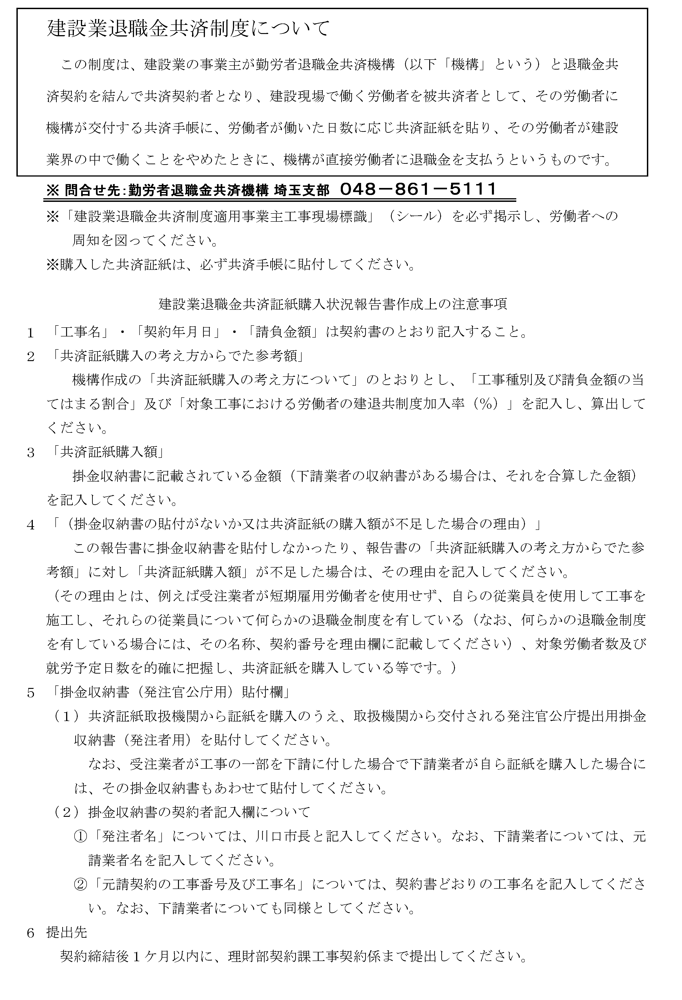 建設業退職金共済制度について
この制度は、建設業の事業主が勤労者退職金共済機構（以下「機構」という）と退職金共
済契約を結んで共済契約者となり、建設現場で働く労働者を被共済者として、その労働者に
機構が交付する共済手帳に、労働者が働いた日数に応じ共済証紙を貼り、その労働者が建設
業界の中で働くことをやめたときに、機構が直接労働者に退職金を支払うというものです。
※ 問合せ先：勤労者退職金共済機構 埼玉支部 ０４８－８６１－５１１１
※「建設業退職金共済制度適用事業主工事現場標識」（シール）を必ず掲示し、労働者への
周知を図ってください。
※購入した共済証紙は、必ず共済手帳に貼付してください。
建設業退職金共済証紙購入状況報告書作成上の注意事項
１ 「工事名」・「契約年月日」・「請負金額」は契約書のとおり記入すること。
２ 「共済証紙購入の考え方からでた参考額」
機構作成の「共済証紙購入の考え方について」のとおりとし、「工事種別及び請負金額の当
てはまる割合」及び「対象工事における労働者の建退共制度加入率（％）」を記入し、算出して
ください。
３ 「共済証紙購入額」
掛金収納書に記載されている金額（下請業者の収納書がある場合は、それを合算した金額）
を記入してください。
４ 「（掛金収納書の貼付がないか又は共済証紙の購入額が不足した場合の理由）」
この報告書に掛金収納書を貼付しなかったり、報告書の「共済証紙購入の考え方からでた参
考額」に対し「共済証紙購入額」が不足した場合は、その理由を記入してください。
（その理由とは、例えば受注業者が短期雇用労働者を使用せず、自らの従業員を使用して工事を
施工し、それらの従業員について何らかの退職金制度を有している（なお、何らかの退職金制度
を有している場合には、その名称、契約番号を理由欄に記載してください）、対象労働者数及び
就労予定日数を的確に把握し、共済証紙を購入している等です。）
５ 「掛金収納書（発注官公庁用）貼付欄」
（１）共済証紙取扱機関から証紙を購入のうえ、取扱機関から交付される発注官公庁提出用掛金
収納書（発注者用）を貼付してください。
なお、受注業者が工事の一部を下請に付した場合で下請業者が自ら証紙を購入した場合に
は、その掛金収納書もあわせて貼付してください。
（２）掛金収納書の契約者記入欄について
①「発注者名」については、川口市長と記入してください。なお、下請業者については、元
請業者名を記入してください。
②「元請契約の工事番号及び工事名」については、契約書どおりの工事名を記入してくださ
い。なお、下請業者についても同様としてください。
６ 提出先
契約締結後１ケ月以内に、理財部契約課工事契約係まで提出してください。